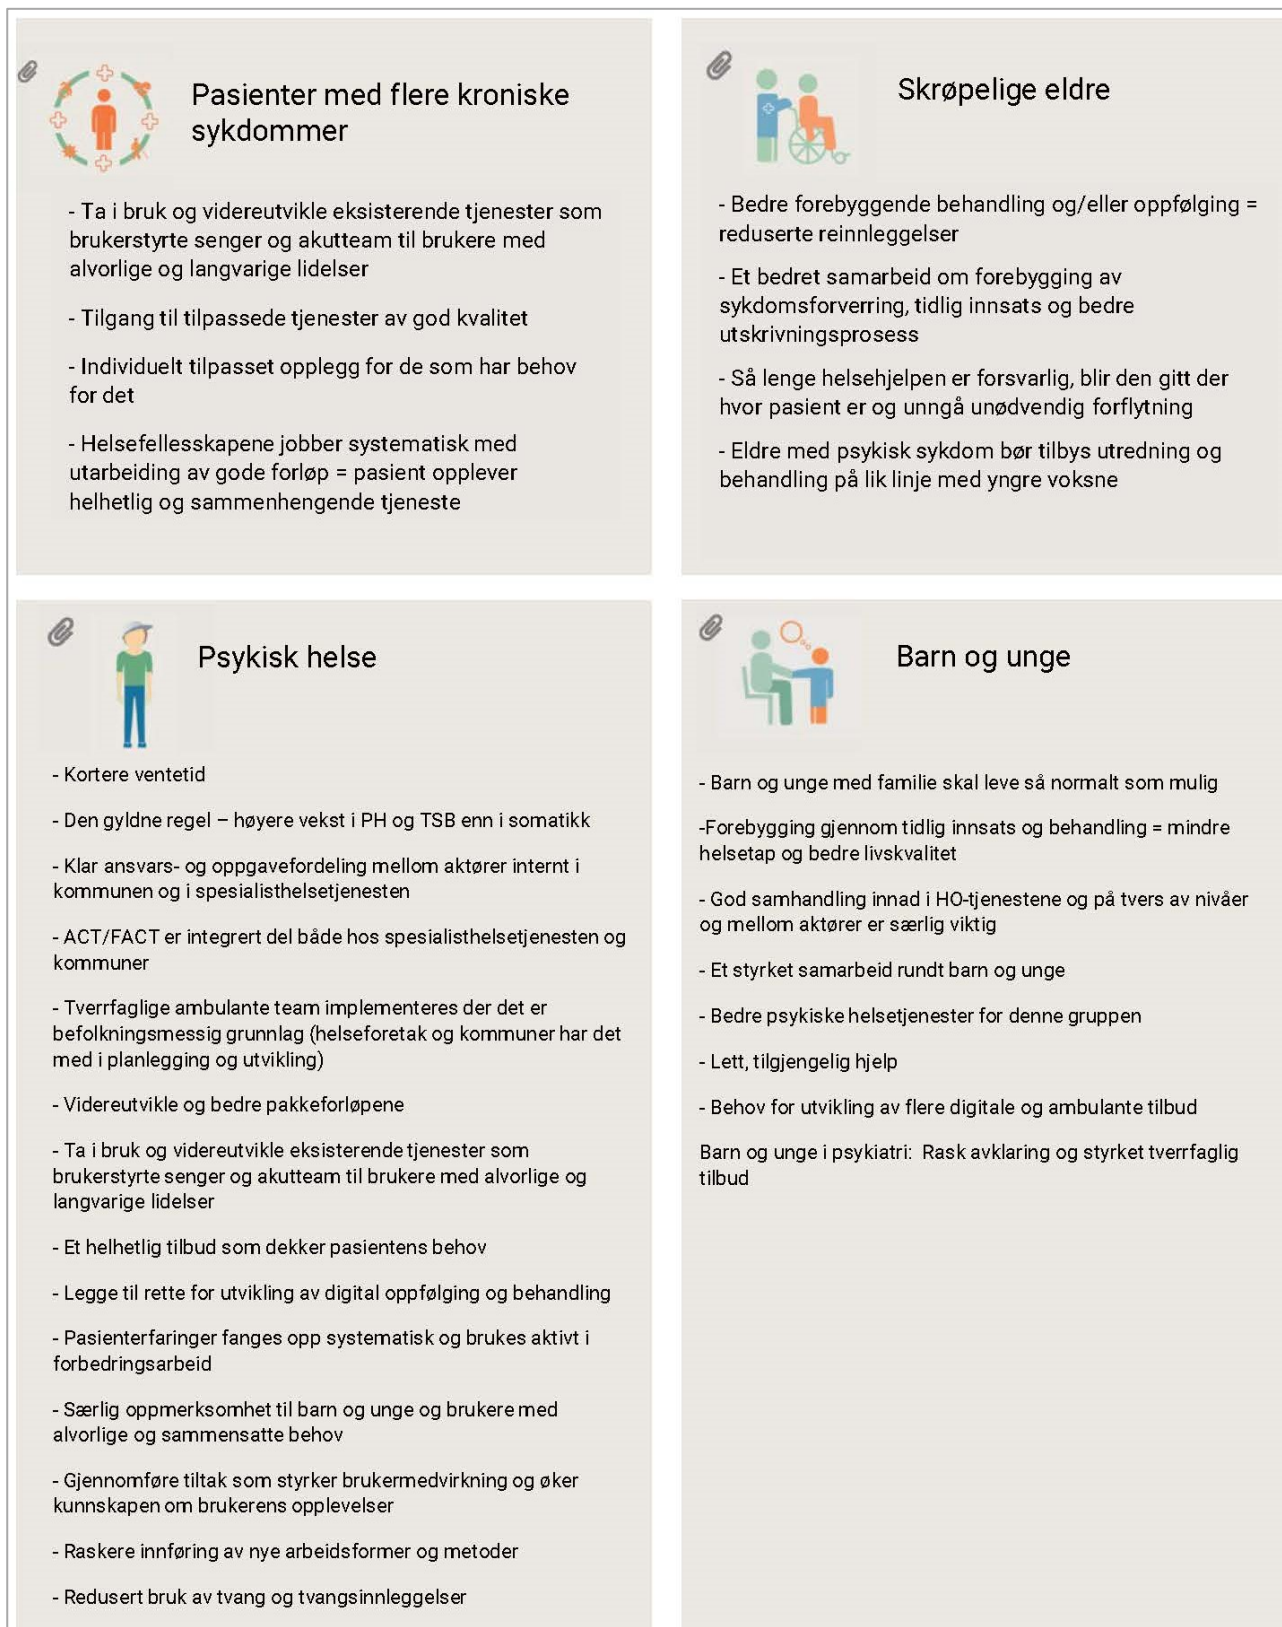 Pasienter med flere kroniske
sykdommer
- Ta i bruk og videreutvikle eksisterende tjenester som
brukerstyrte senger og akutteam til brukere med
alvorlige og langvarige lidelser
- Tilgang til tilpassede tjenester av god kvalitet
- Individuelt tilpasset opplegg for de som har behov
for det
- Helsefellesskapene jobber systematisk med
utarbeiding av gode forløp = pasient opplever
helhetlig og sammenhengende tjeneste
Skrøpelige eldre
- Bedre forebyggende behandling og/eller oppfølging =
reduserte reinnleggelser
- Et bedret samarbeid om forebygging av
sykdomsforverring, tidlig innsats og bedre
utskrivningsprosess
- Så lenge helsehjelpen er forsvarlig, blir den gitt der
hvor pasient er og unngå unødvendig forflytning
- Eldre med psykisk sykdom bør tilbys utredning og
behandling på lik linje med yngre voksne
Psykisk helse
- Kortere ventetid
- Den gyldne regel – høyere vekst i PH og TSB enn i somatikk
- Klar ansvars- og oppgavefordeling mellom aktører internt i
kommunen og i spesialisthelsetjenesten
- ACT/FACT er integrert del både hos spesialisthelsetjenesten og
kommuner
- Tverrfaglige ambulante team implementeres der det er
befolkningsmessig grunnlag (helseforetak og kommuner har det
med i planlegging og utvikling)
- Videreutvikle og bedre pakkeforløpene
- Ta i bruk og videreutvikle eksisterende tjenester som
brukerstyrte senger og akutteam til brukere med alvorlige og
langvarige lidelser
- Et helhetlig tilbud som dekker pasientens behov
- Legge til rette for utvikling av digital oppfølging og behandling
- Pasienterfaringer fanges opp systematisk og brukes aktivt i
forbedringsarbeid
- Særlig oppmerksomhet til barn og unge og brukere med
alvorlige og sammensatte behov
- Gjennomføre tiltak som styrker brukermedvirkning og øker
kunnskapen om brukerens opplevelser
- Raskere innføring av nye arbeidsformer og metoder
- Redusert bruk av tvang og tvangsinnleggelser
Barn og unge
- Barn og unge med familie skal leve så normalt som mulig
-Forebygging gjennom tidlig innsats og behandling = mindre
helsetap og bedre livskvalitet
- God samhandling innad i HO-tjenestene og på tvers av nivåer
og mellom aktører er særlig viktig
- Et styrket samarbeid rundt barn og unge
- Bedre psykiske helsetjenester for denne gruppen
- Lett, tilgjengelig hjelp
- Behov for utvikling av flere digitale og ambulante tilbud
Barn og unge i psykiatri: Rask avklaring og styrket tverrfaglig
tilbud